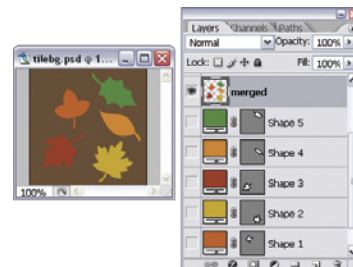 tilebg.psd @ 1...
100%
Layers Channels Paths
Normal Opacity: 100%
Lock: Fill: 100%
merged
Shape 5
Shape 4
Shape 3
Shape 2
Shape 1